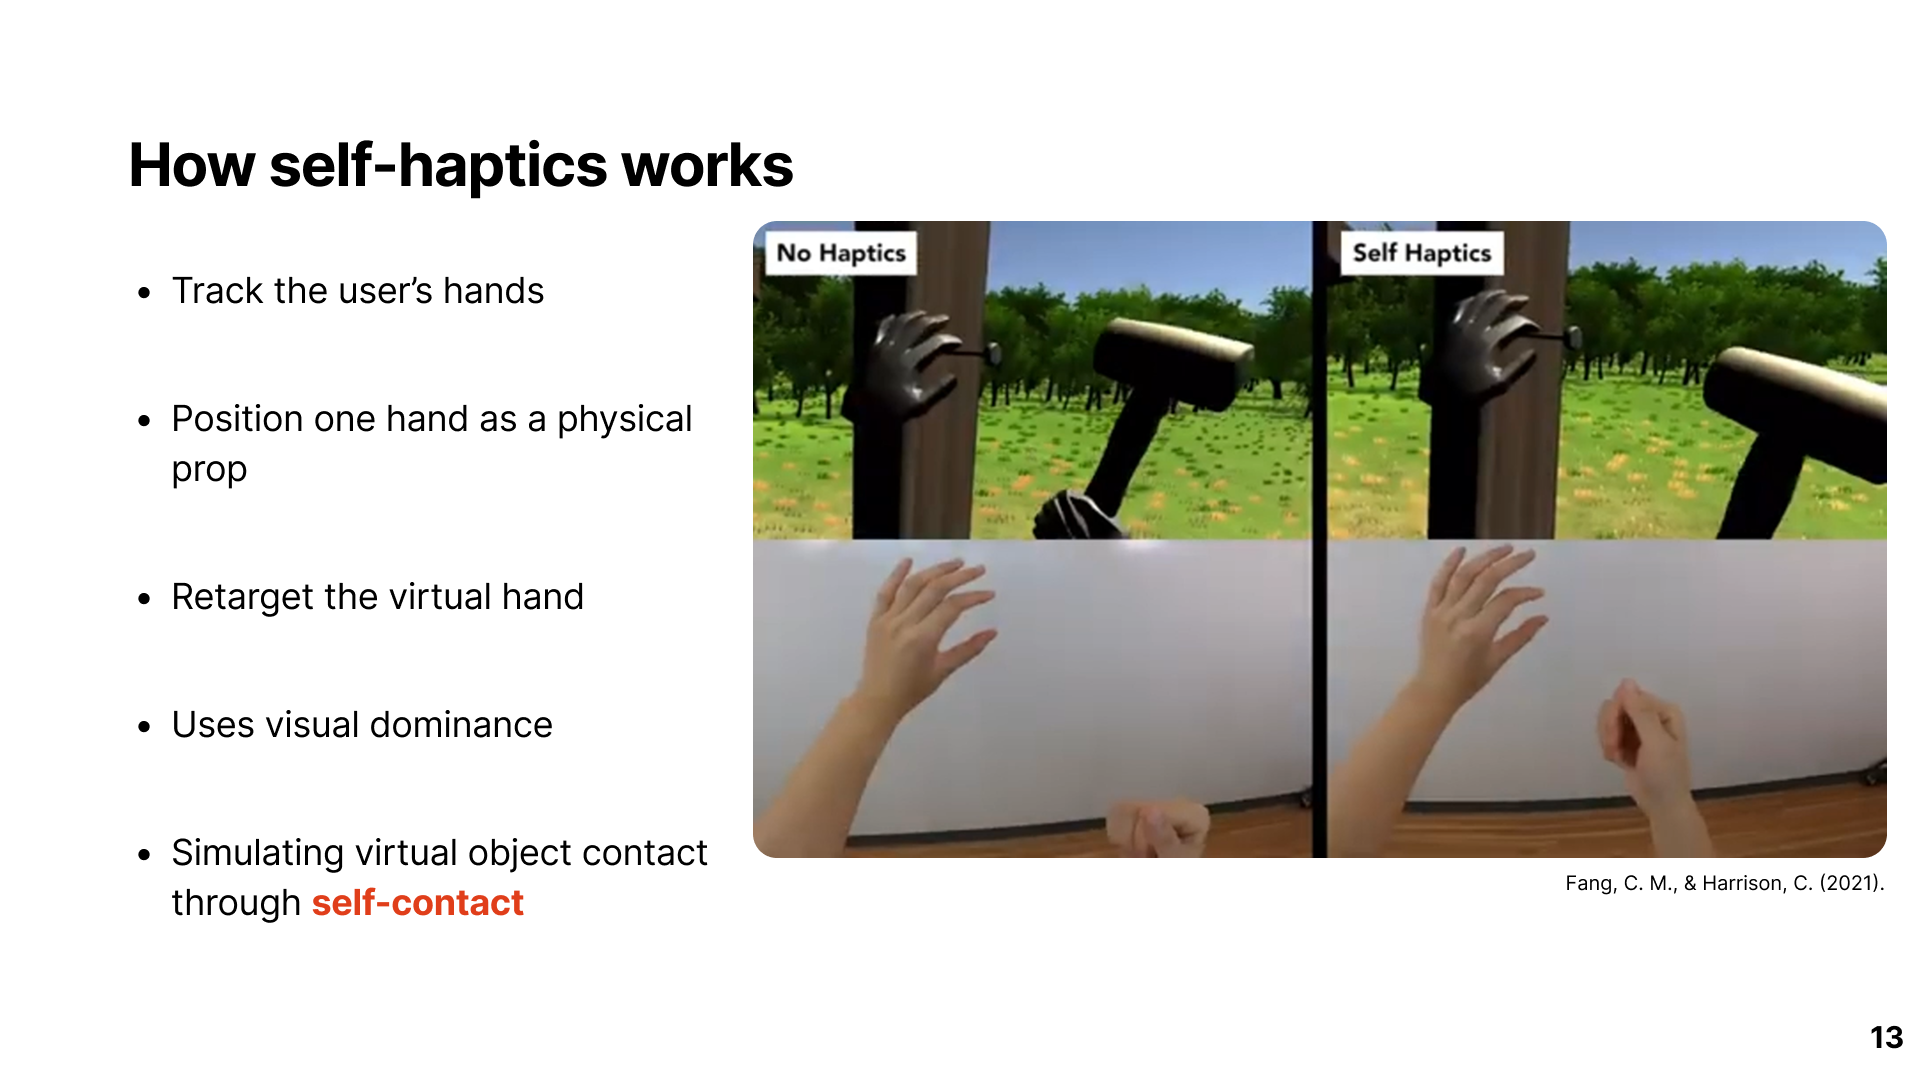 How self-haptics works
Track the user’s hands
Position one hand as a physical
prop
Retarget the virtual hand
Uses visual dominance
Simulating virtual object contact
through self-contact
No Haptics
Self Haptics
Fang, C. M., & Harrison, C. (2021).
13